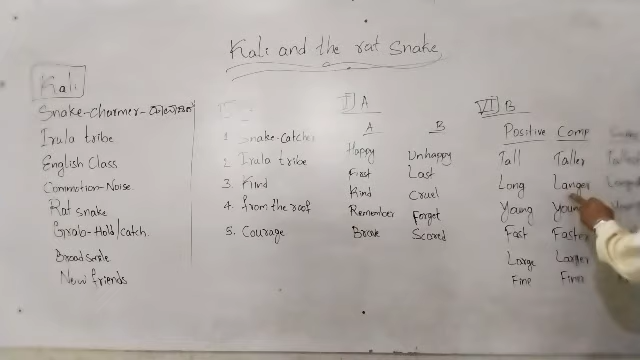 Kali and the rat snake
Kali
Snake-charmer-
Irula tribe
English Class
Commotion-Noise
Rat snake
Grab-Hold/catch.
Broad smile
New friends
1. Snake-Catcher
2. Irula tribe
3. Kind
4. from the roof
5. Courage
I A
A B
Happy Unhappy
First Last
Kind Cruel
Remember Forget
Brave Scared
VI B
Positive Comp
Tall Taller
Long Langer
Young
Fast Faster
Large Larger
Fine Finer